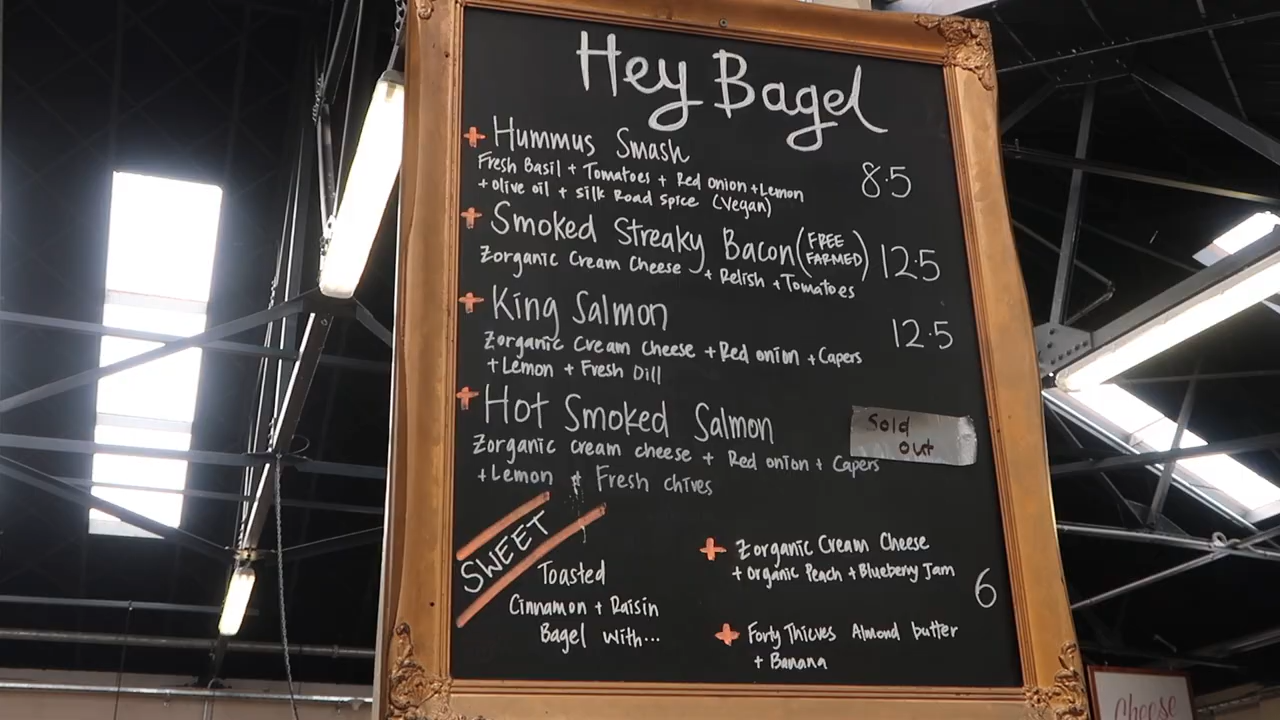 Hey Bagel
+ Hummus Smash
Fresh Basil + Tomatoes + Red onion + Lemon
+ olive oil + silk Road spice (Vegan)
8.5
+ Smoked Streaky Bacon (FREE FARMED)
12.5
Zorganic Cream Cheese + Relish + Tomatoes
+ King Salmon
12.5
Zorganic Cream Cheese + Red onion + Capers
+ Lemon + Fresh Dill
+ Hot Smoked Salmon
Sold
out
Zorganic cream cheese + Red onion + Capers
+ Lemon + Fresh chives
SWEET
Toasted
Cinnamon + Raisin
Bagel with...
+ Zorganic Cream Cheese
+ Organic Peach + Blueberry Jam
6
+ Forty Thieves Almond butter
+ Banana
Cheese